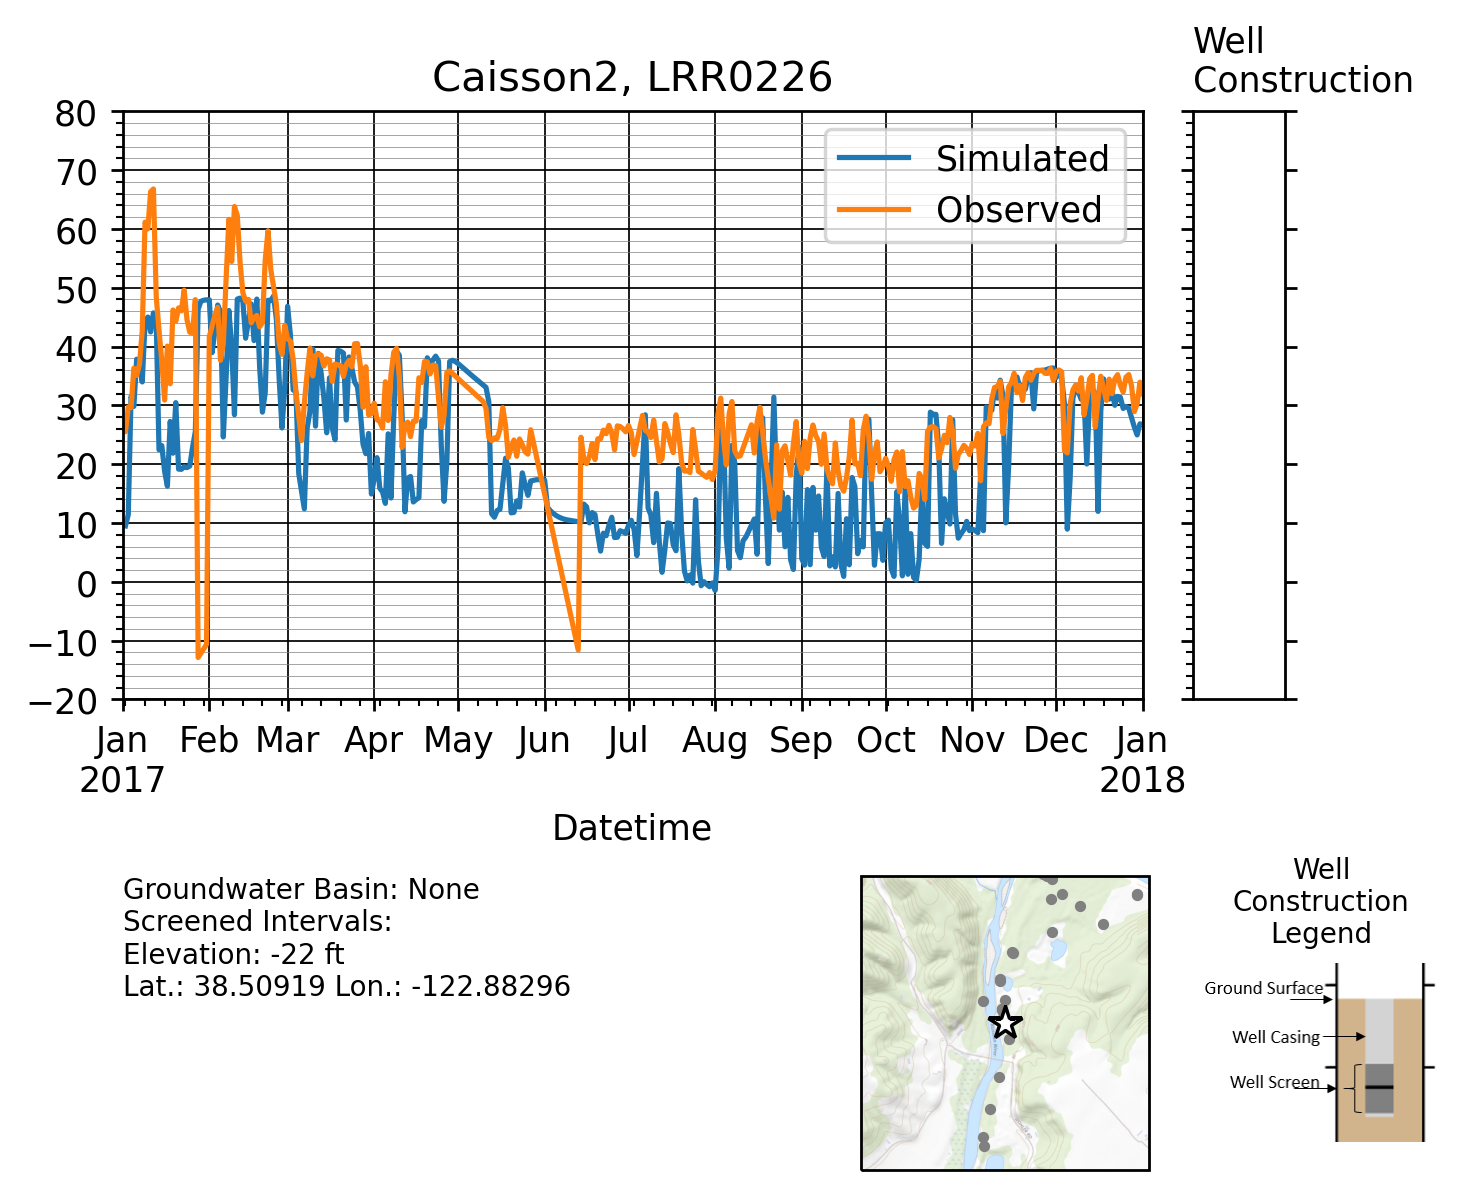 Well
Construction
Caisson2, LRR0226
80
70
60
50
40
30
20
10
0
−10
−20
Simulated
Observed
Jan Feb Mar Apr May Jun Jul Aug Sep Oct Nov Dec Jan
2017 2018
Datetime
Groundwater Basin: None
Screened Intervals:
Elevation: -22 ft
Lat.: 38.50919 Lon.: -122.88296
Well
Construction
Legend
Ground Surface
Well Casing
Well Screen